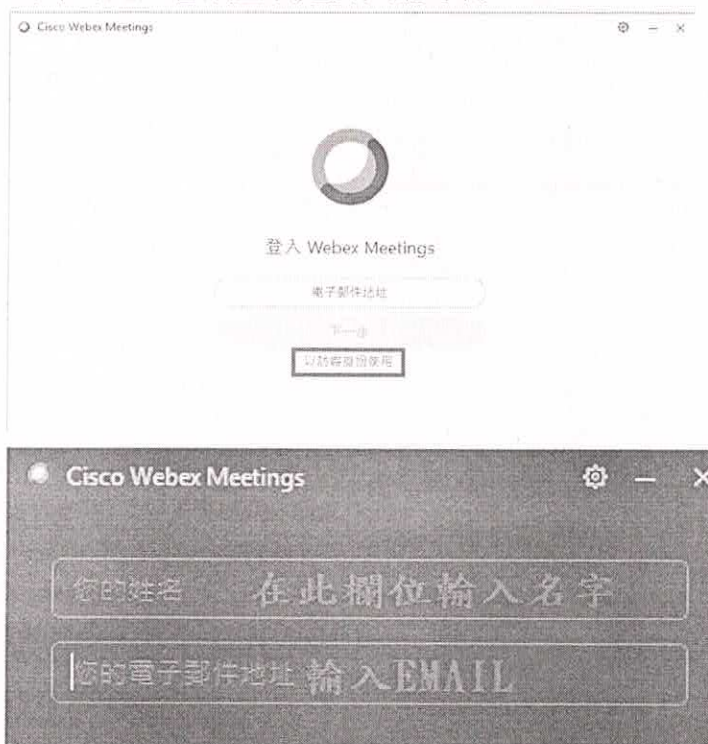 Cisco Webex Meetings
登入 Webex Meetings
電子郵件地址
下一步
以訪客身份使用
Cisco Webex Meetings
您的姓名 在此欄位輸入名字
您的電子郵件地址 輸入EMAIL